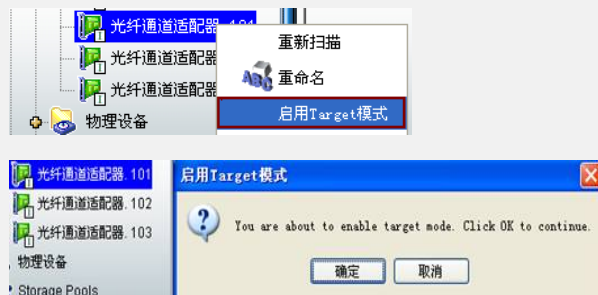 光纤通道适配器.101
重新扫描
光纤通道适配器
ABC 重命名
光纤通道适配器
启用Target模式
物理设备
光纤通道适配器.101
启用Target模式
光纤通道适配器.102
You are about to enable target mode. Click OK to continue.
光纤通道适配器.103
物理设备
确定 取消
Storage Pools